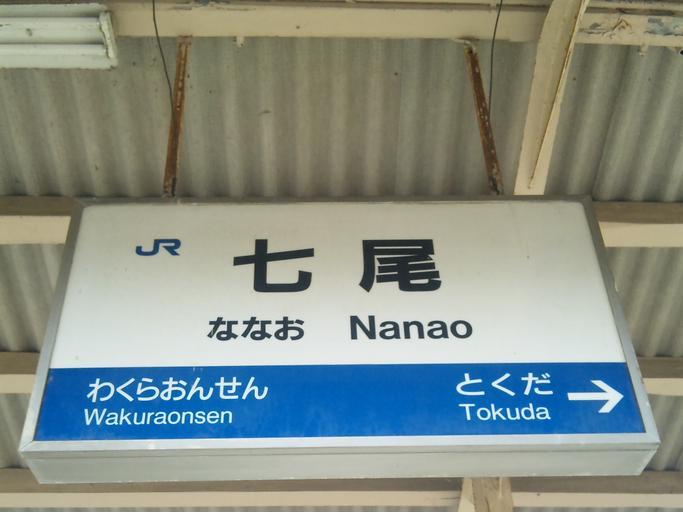 JR 七尾
ななお Nanao
わくらおんせん とくだ →
Wakuraonsen Tokuda